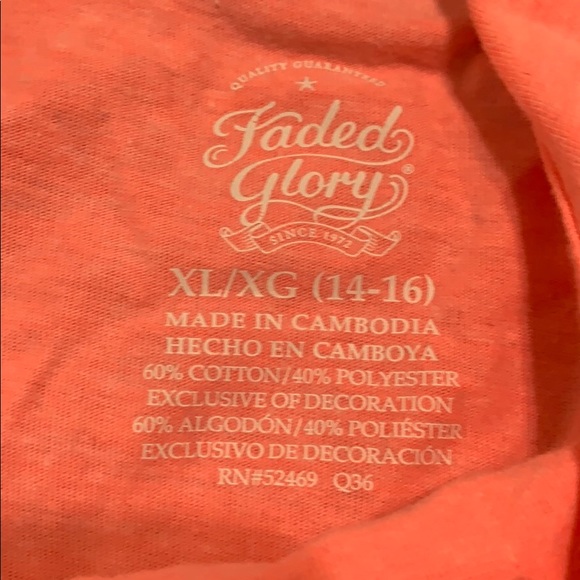 QUALITY GUARANTEED
Faded
Glory®
SINCE 1972
XL/XG (14-16)
MADE IN CAMBODIA
HECHO EN CAMBOYA
60% COTTON/40% POLYESTER
EXCLUSIVE OF DECORATION
60% ALGODÓN/40% POLIÉSTER
EXCLUSIVO DE DECORACIÓN
RN#52469 Q36